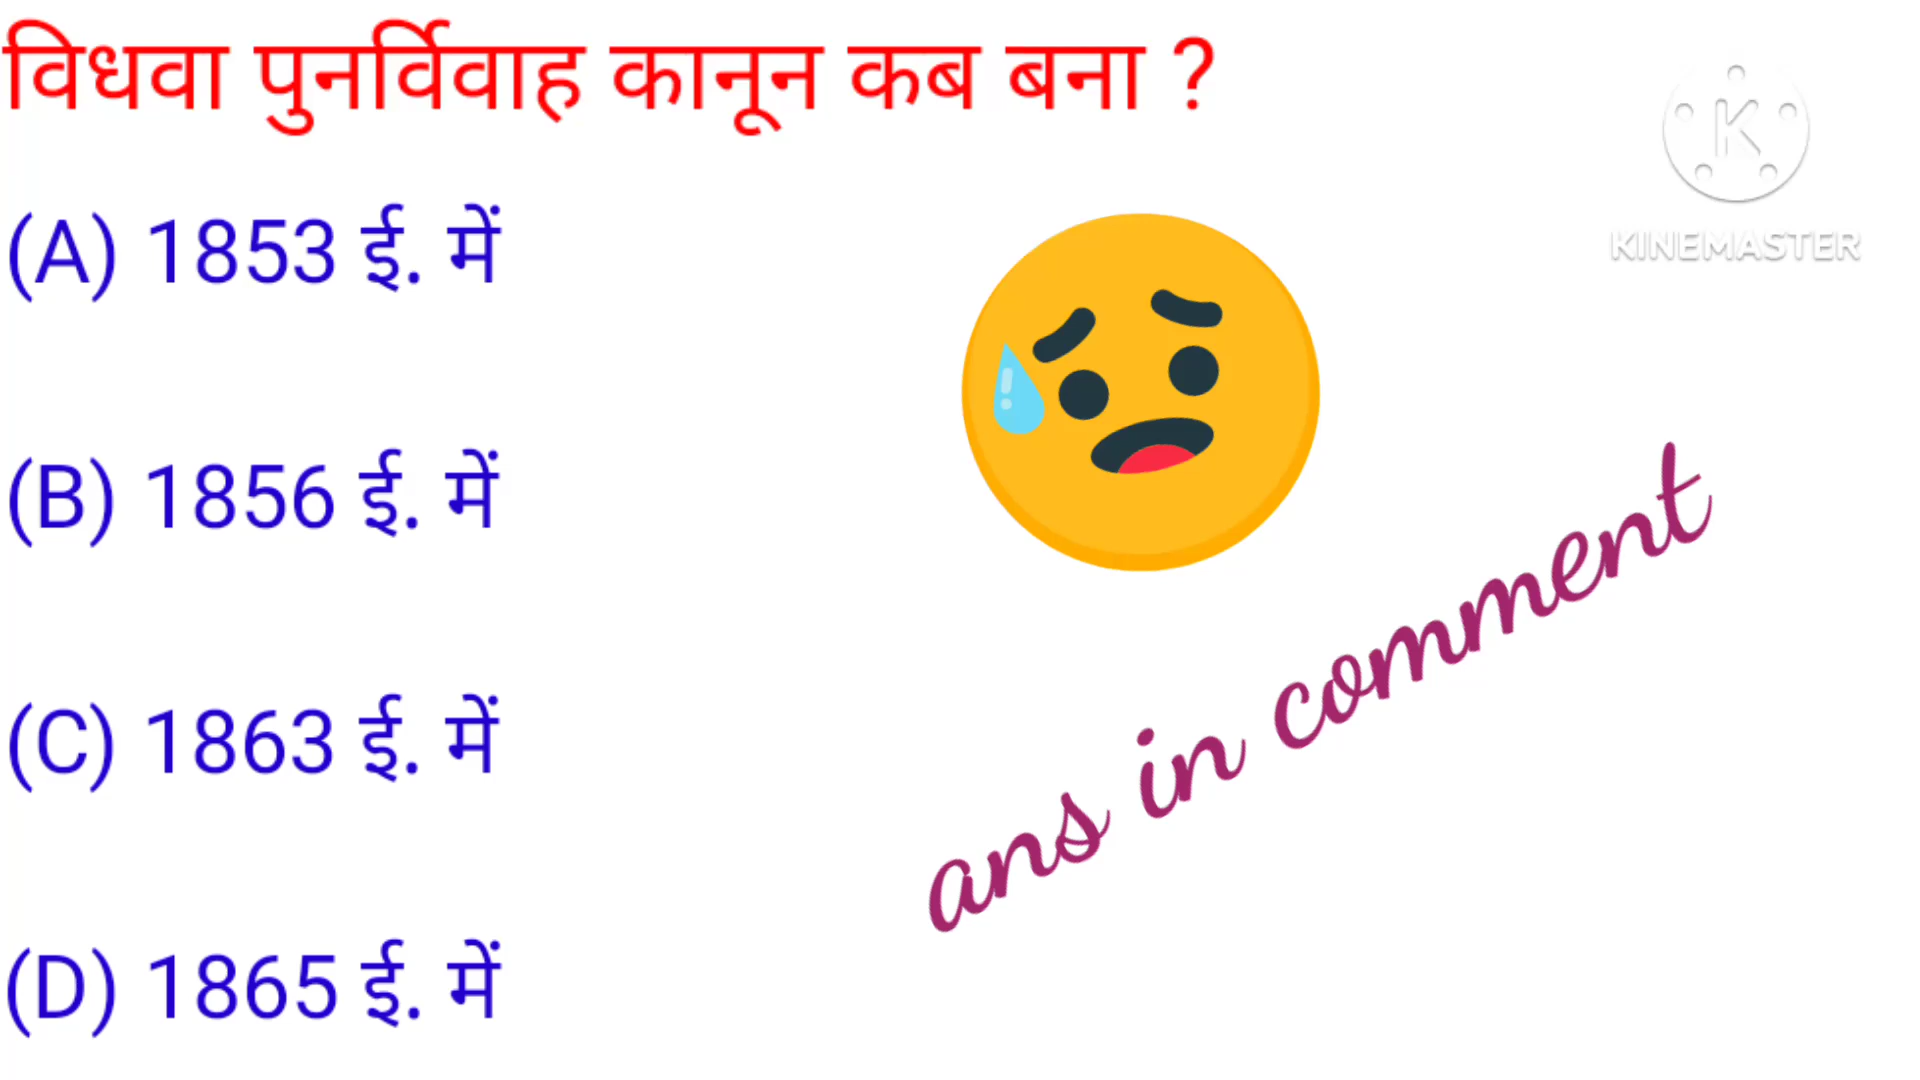 विधवा पुनर्विवाह कानून कब बना ?
(A) 1853 ई. में
(B) 1856 ई. में
(C) 1863 ई. में
(D) 1865 ई. में
ans in comment
K
KINEMASTER